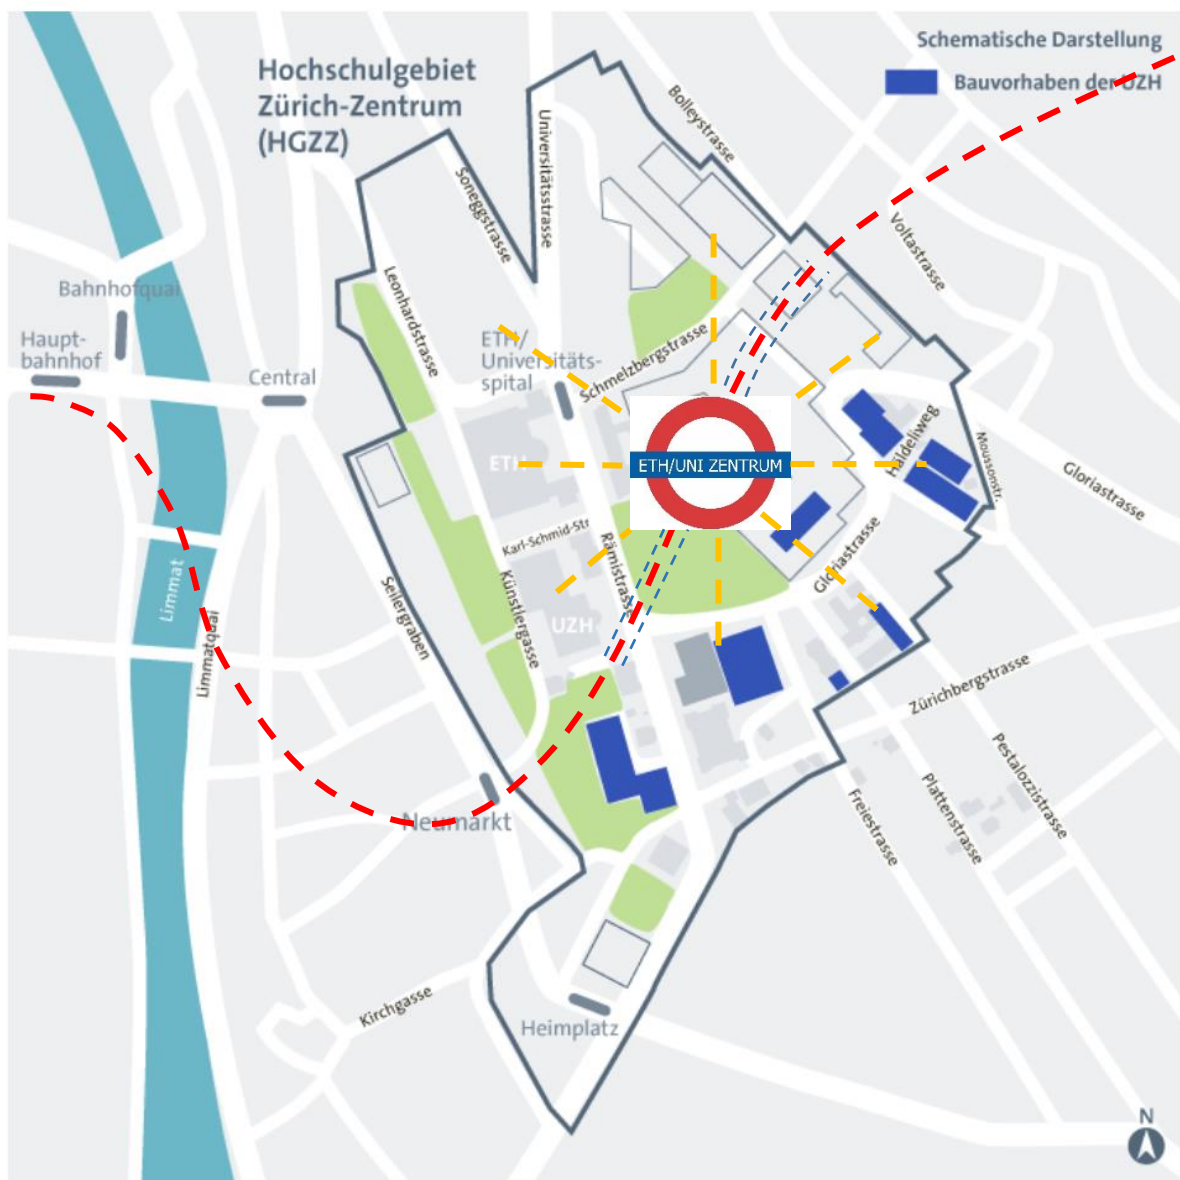 Schematische Darstellung
Bauvorhaben der UZH
Hochschulgebiet
Zürich-Zentrum
(HGZZ)
Bolleystrasse
Universitätsstrasse
Soneggstrasse
Voltastrasse
Bahnhofquai
Leonhardstrasse
Haupt-
bahnhof
ETH/
Universitäts-
spital
Schmelzbergstrasse
Central
Häldeliweg
Moussonstr.
Gloriastrasse
ETH
ETH/UNI ZENTRUM
Karl-Schmid-Str
Rämistrasse
Gloriastrasse
Limmat
Seilergraben
Künstlergasse
UZH
Limmatquai
Zürichbergstrasse
Pestalozzistrasse
Plattenstrasse
Freiestrasse
Neumarkt
Kirchgasse
Heimplatz
N